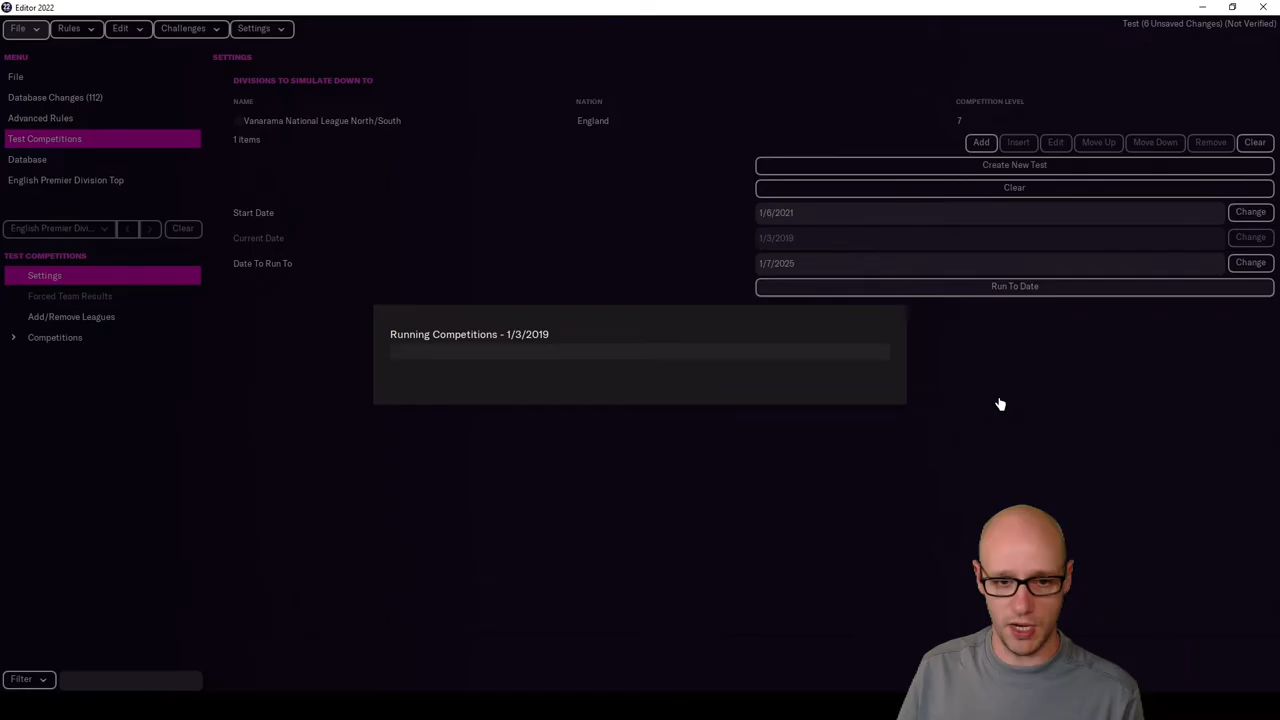 22 Editor 2022
File Rules Edit Challenges Settings Test (6 Unsaved Changes) (Not Verified)
MENU
File
Database Changes (112)
Advanced Rules
Test Competitions
Database
English Premier Division Top
English Premier Divi... < > Clear
TEST COMPETITIONS
Settings
Forced Team Results
Add/Remove Leagues
Competitions
Filter
SETTINGS
DIVISIONS TO SIMULATE DOWN TO
NAME NATION COMPETITION LEVEL
Vanarama National League North/South England 7
1 items
Add Insert Edit Move Up Move Down Remove Clear
Create New Test
Clear
Start Date 1/6/2021 Change
Current Date 1/3/2019 Change
Date To Run To 1/7/2025 Change
Run To Date
Running Competitions - 1/3/2019